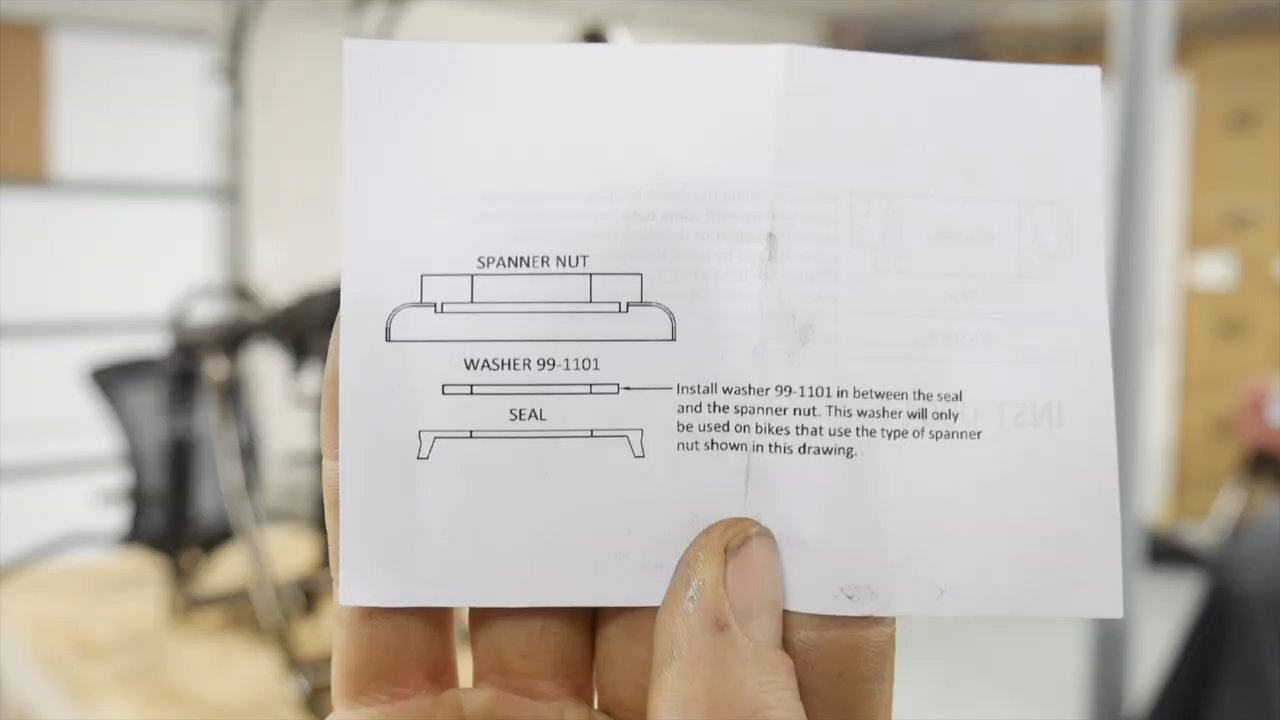 SPANNER NUT
WASHER 99-1101
SEAL
Install washer 99-1101 in between the seal
and the spanner nut. This washer will only
be used on bikes that use the type of spanner
nut shown in this drawing.